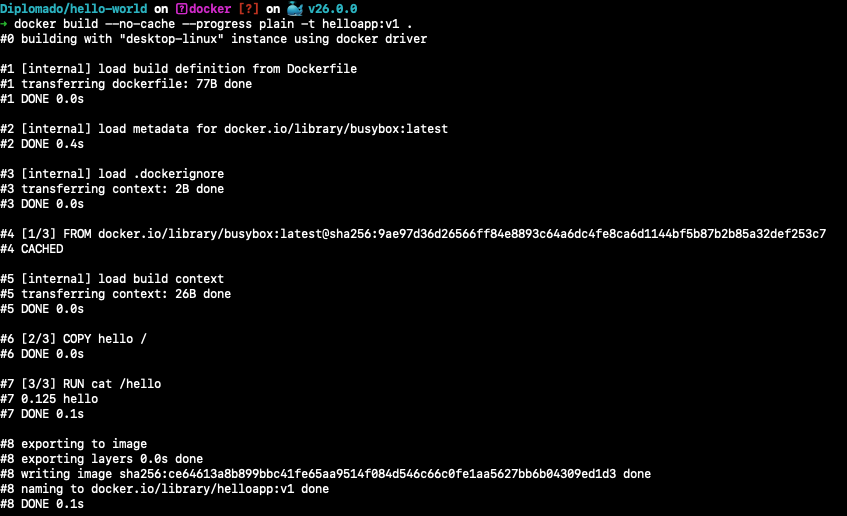 Diplomado/hello-world on docker [?] on 🐳 v26.0.0
→ docker build --no-cache --progress plain -t helloapp:v1 .
#0 building with "desktop-linux" instance using docker driver
#1 [internal] load build definition from Dockerfile
#1 transferring dockerfile: 77B done
#1 DONE 0.0s
#2 [internal] load metadata for docker.io/library/busybox:latest
#2 DONE 0.4s
#3 [internal] load .dockerignore
#3 transferring context: 2B done
#3 DONE 0.0s
#4 [1/3] FROM docker.io/library/busybox:latest@sha256:9ae97d36d26566ff84e8893c64a6dc4fe8ca6d1144bf5b87b2b85a32def253c7
#4 CACHED
#5 [internal] load build context
#5 transferring context: 26B done
#5 DONE 0.0s
#6 [2/3] COPY hello /
#6 DONE 0.0s
#7 [3/3] RUN cat /hello
#7 0.125 hello
#7 DONE 0.1s
#8 exporting to image
#8 exporting layers 0.0s done
#8 writing image sha256:ce64613a8b899bbc41fe65aa9514f084d546c66c0fe1aa5627bb6b04309ed1d3 done
#8 naming to docker.io/library/helloapp:v1 done
#8 DONE 0.1s